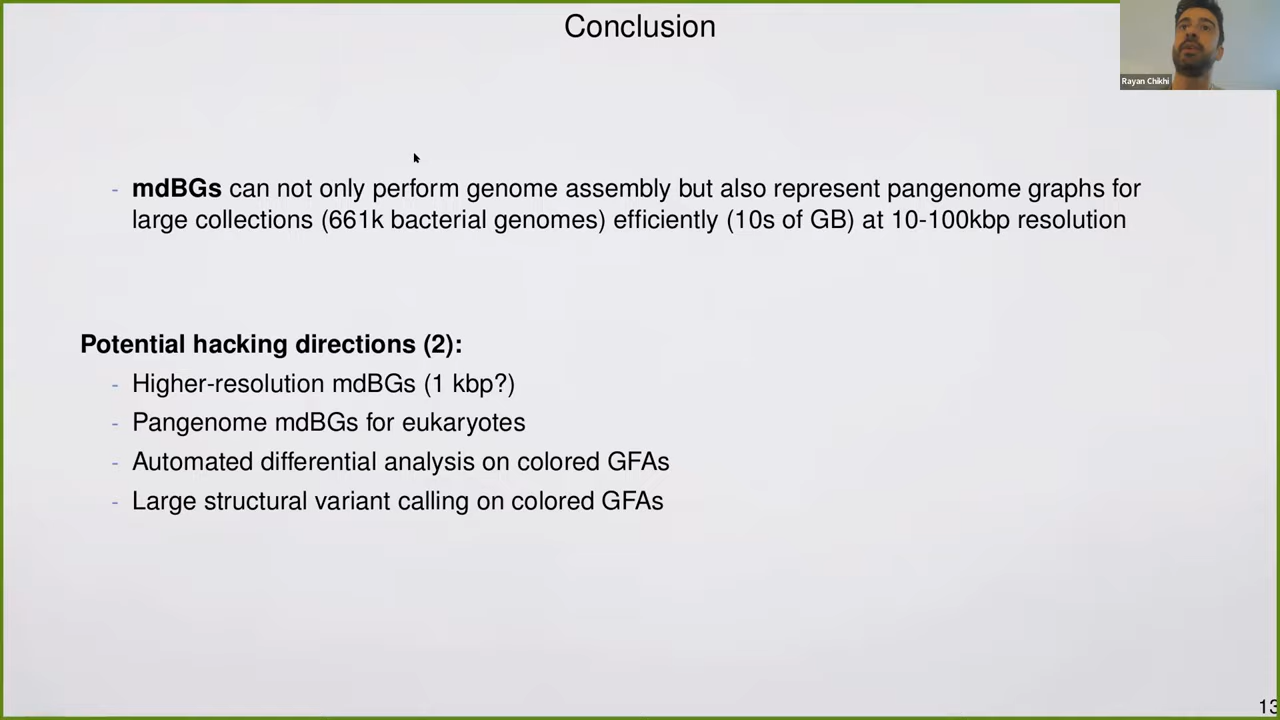 Conclusion
Rayan Chikhi
- mdBGs can not only perform genome assembly but also represent pangenome graphs for
large collections (661k bacterial genomes) efficiently (10s of GB) at 10-100kbp resolution
Potential hacking directions (2):
- Higher-resolution mdBGs (1 kbp?)
- Pangenome mdBGs for eukaryotes
- Automated differential analysis on colored GFAs
- Large structural variant calling on colored GFAs
13